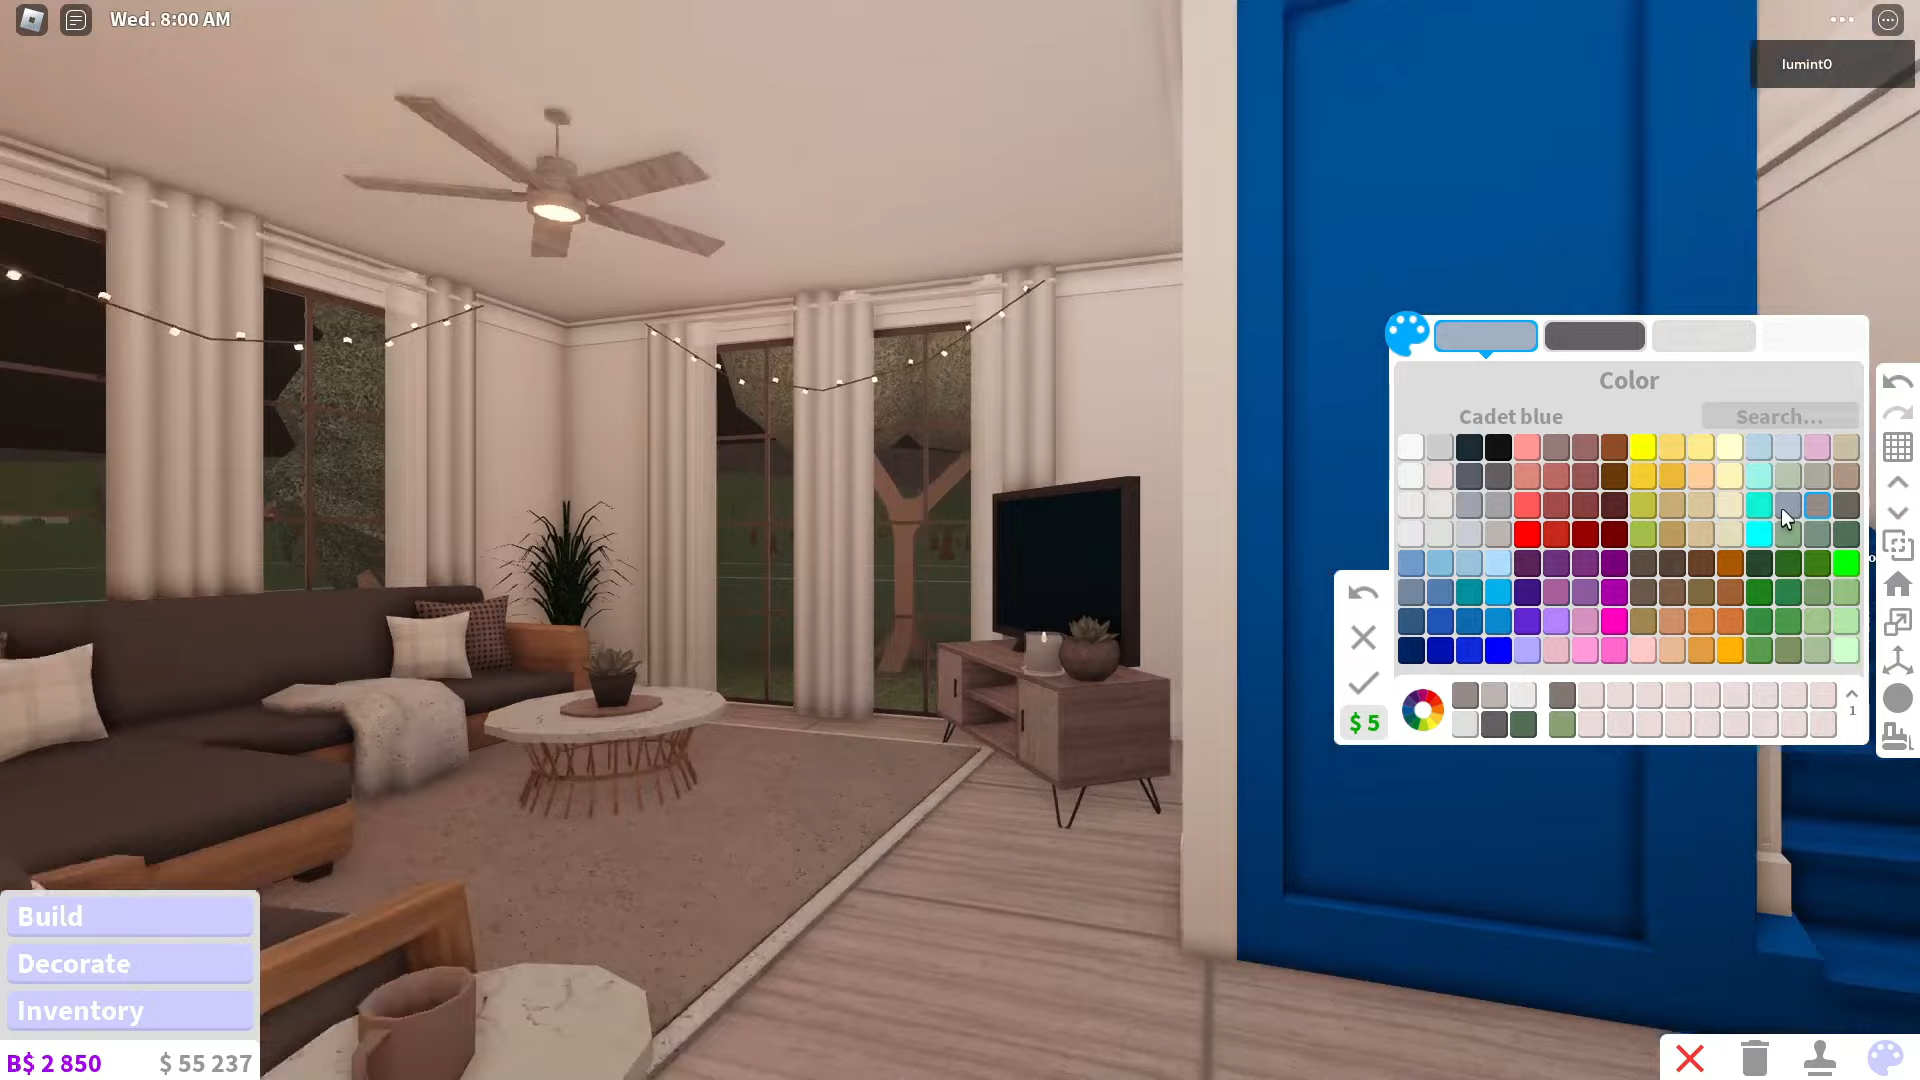 Wed. 8:00 AM
lumint0
Color
Cadet blue
Search...
$ 5
1
Build
Decorate
Inventory
B$ 2 850
$ 55 237